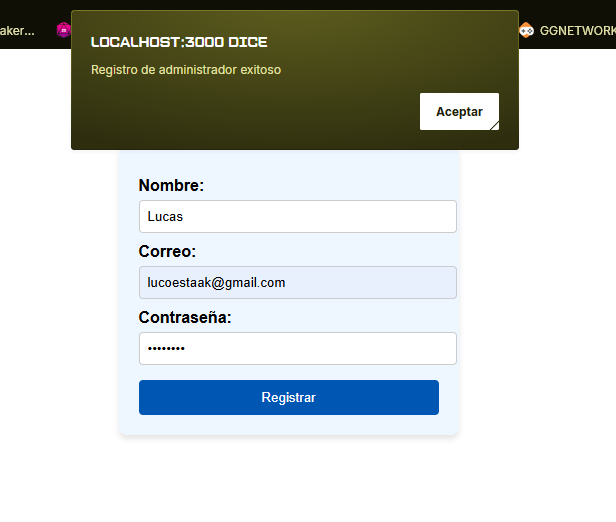 aker...
GGNETWORK
LOCALHOST:3000 DICE
Registro de administrador exitoso
Aceptar
Nombre:
Lucas
Correo:
lucoestaak@gmail.com
Contraseña:
••••••••
Registrar